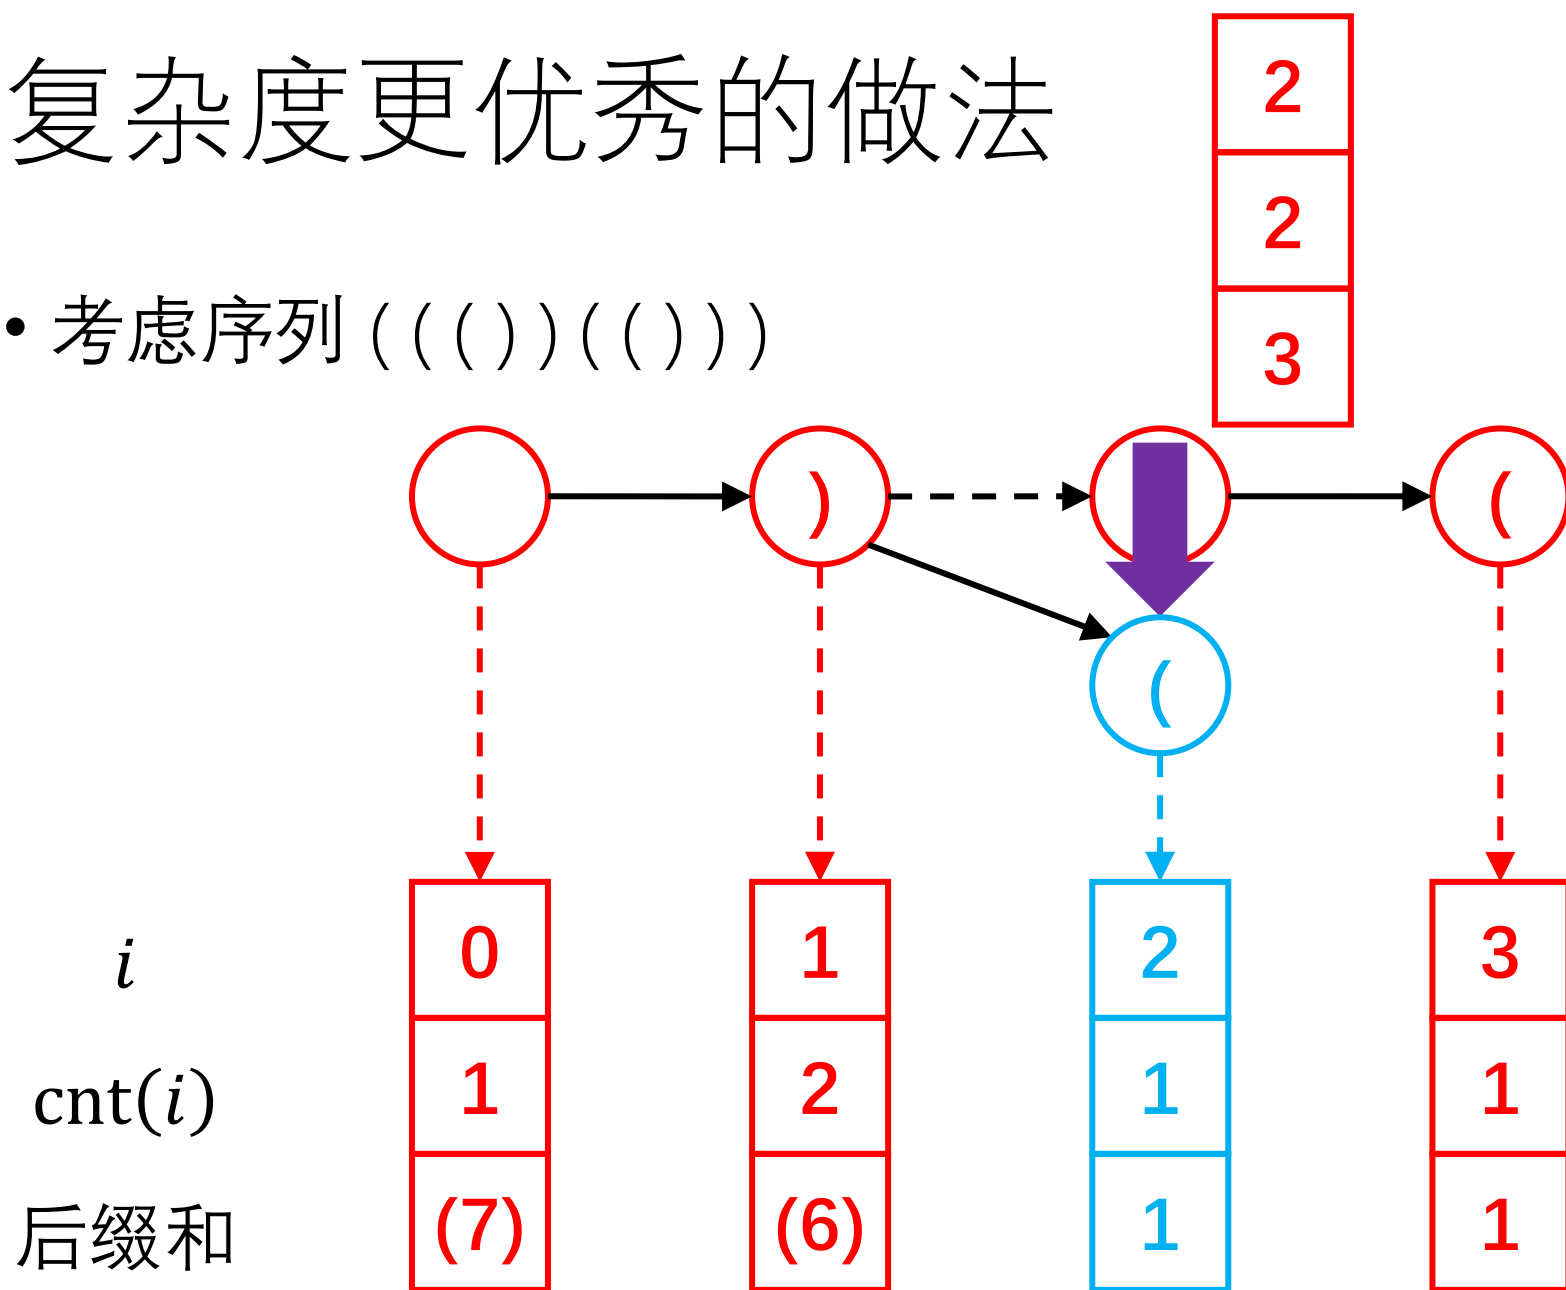 复杂度更优秀的做法
2
2
3
• 考虑序列 ( ( ( ) ) ( ( ) ) )
) (
(
i 0 1 2 3
cnt(i) 1 2 1 1
后缀和 (7) (6) 1 1